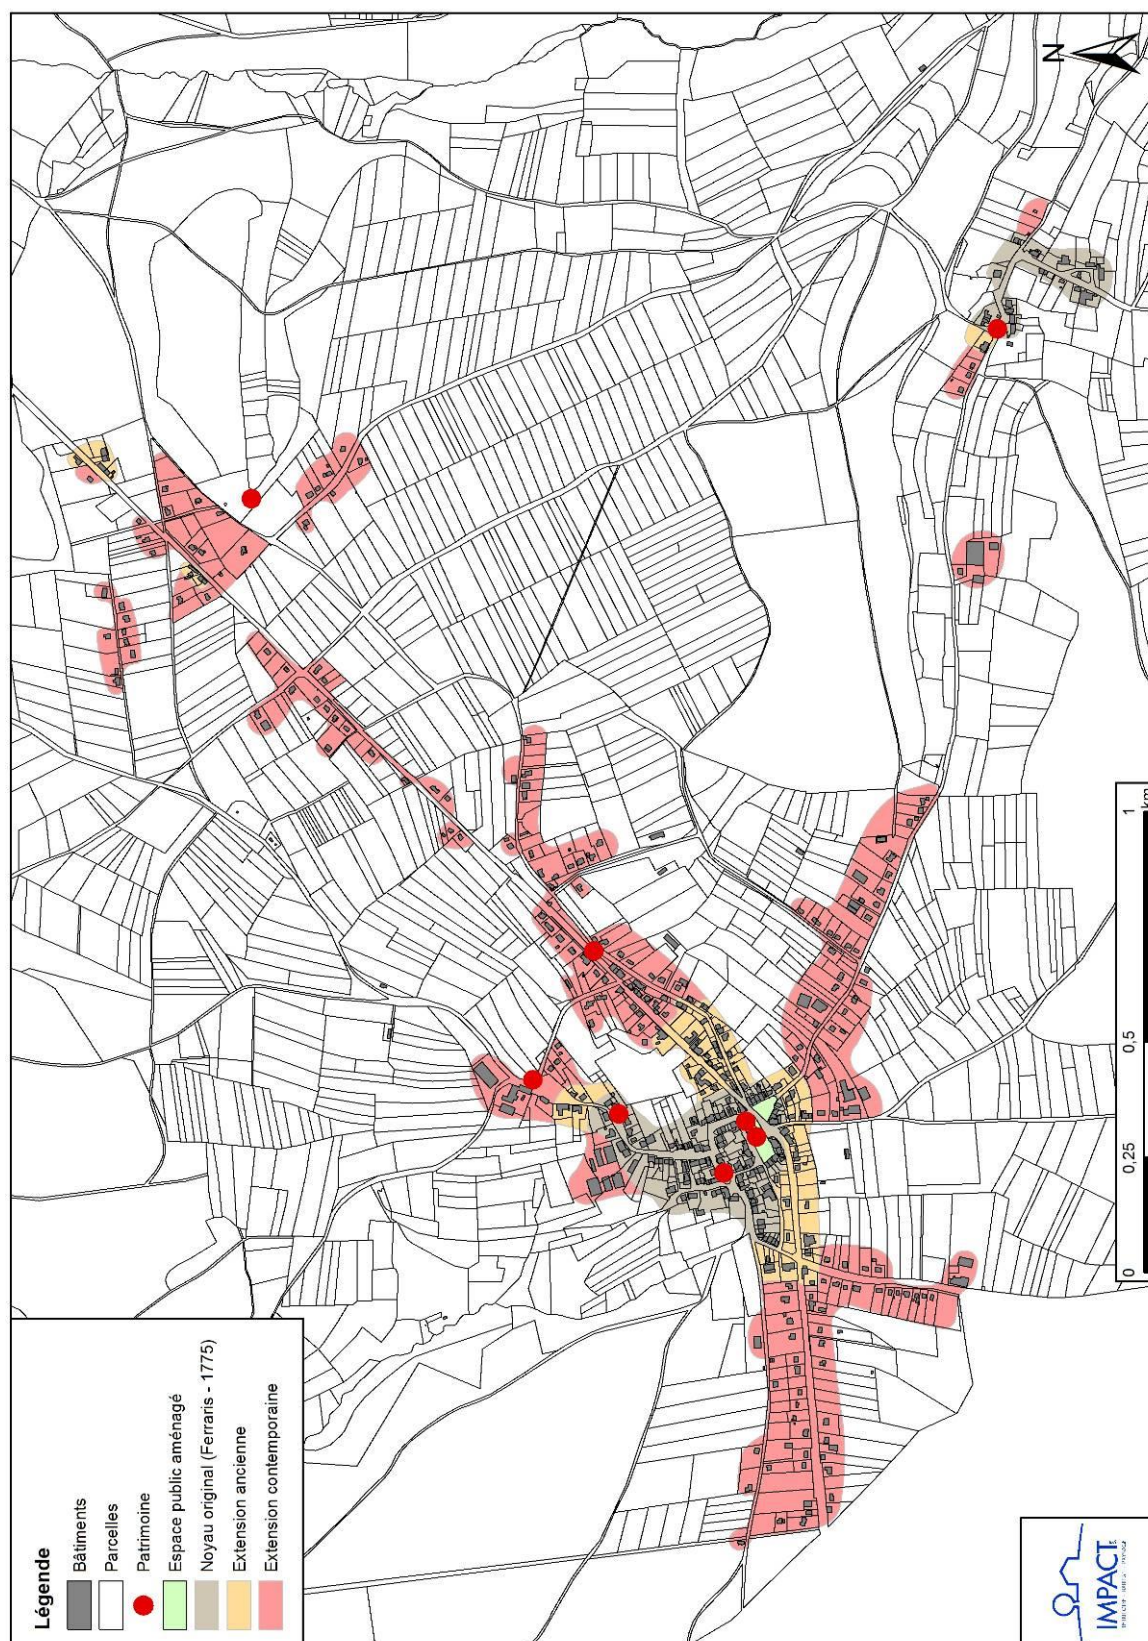 Légende
Bâtiments
Parcelles
Patrimoine
Espace public aménagé
Noyau original (Ferraris - 1775)
Extension ancienne
Extension contemporaine
N
0 0,25 0,5 1
km
IMPACT